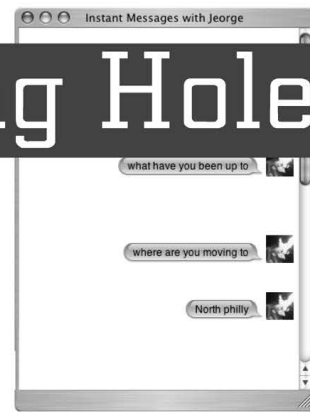 Instant Messages with Jeorge
g Hole
what have you been up to
where are you moving to
North philly